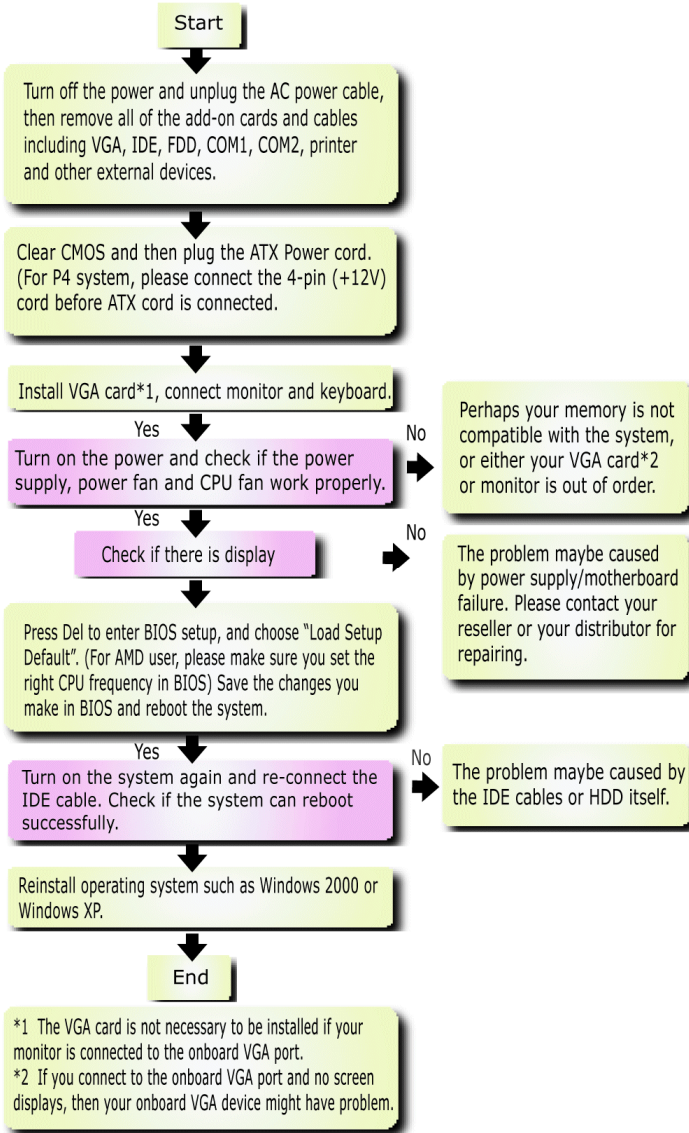 Start
Turn off the power and unplug the AC power cable,
then remove all of the add-on cards and cables
including VGA, IDE, FDD, COM1, COM2, printer
and other external devices.
Clear CMOS and then plug the ATX Power cord.
(For P4 system, please connect the 4-pin (+12V)
cord before ATX cord is connected.
Install VGA card*1, connect monitor and keyboard.
Yes
Turn on the power and check if the power
supply, power fan and CPU fan work properly.
No
Perhaps your memory is not
compatible with the system,
or either your VGA card*2
or monitor is out of order.
Yes
Check if there is display
No
The problem maybe caused
by power supply/motherboard
failure. Please contact your
reseller or your distributor for
repairing.
Press Del to enter BIOS setup, and choose “Load Setup
Default”. (For AMD user, please make sure you set the
right CPU frequency in BIOS) Save the changes you
make in BIOS and reboot the system.
Yes
Turn on the system again and re-connect the
IDE cable. Check if the system can reboot
successfully.
No
The problem maybe caused by
the IDE cables or HDD itself.
Reinstall operating system such as Windows 2000 or
Windows XP.
End
*1 The VGA card is not necessary to be installed if your
monitor is connected to the onboard VGA port.
*2 If you connect to the onboard VGA port and no screen
displays, then your onboard VGA device might have problem.